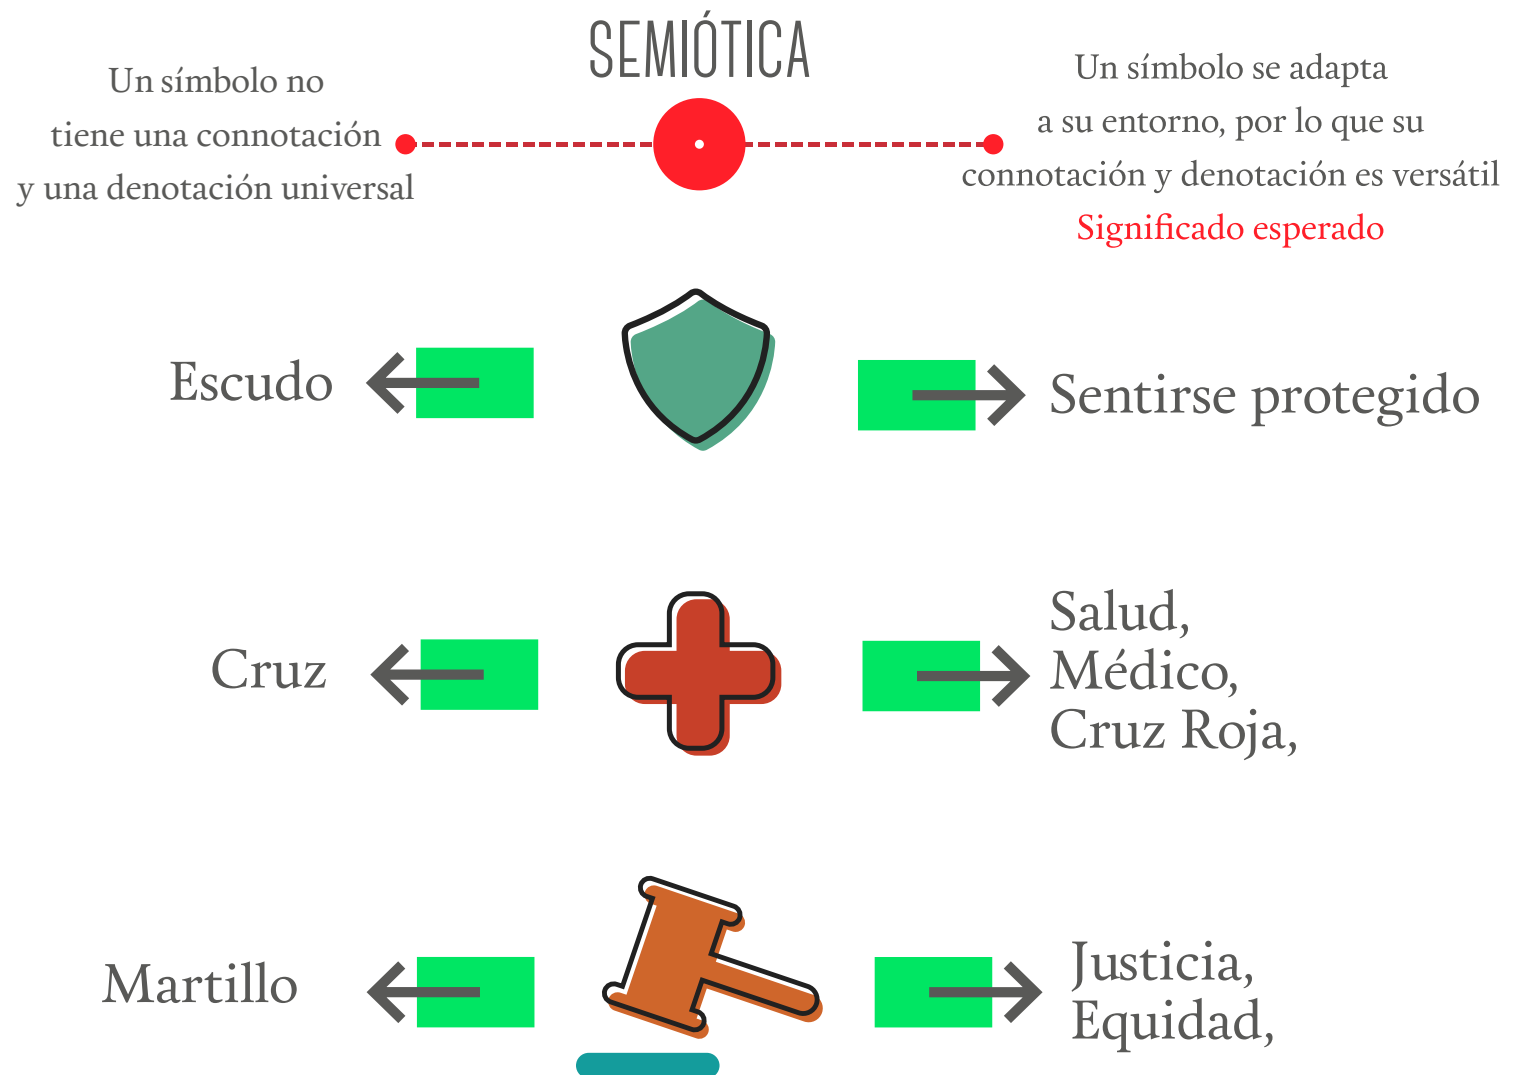 SEMIÓTICA
Un símbolo no
tiene una connotación
y una denotación universal
Un símbolo se adapta
a su entorno, por lo que su
connotación y denotación es versátil
Significado esperado
Escudo
Sentirse protegido
Cruz
Salud,
Médico,
Cruz Roja,
Martillo
Justicia,
Equidad,